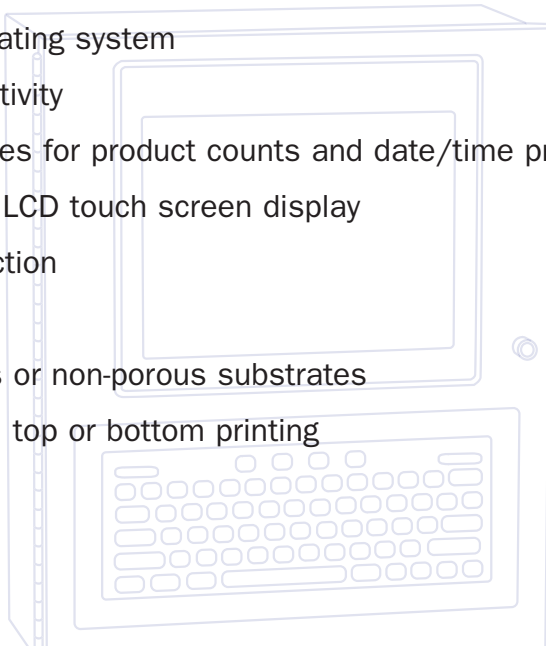 ating system
tivity
es for product counts and date/time pr
LCD touch screen display
ction
s or non-porous substrates
top or bottom printing